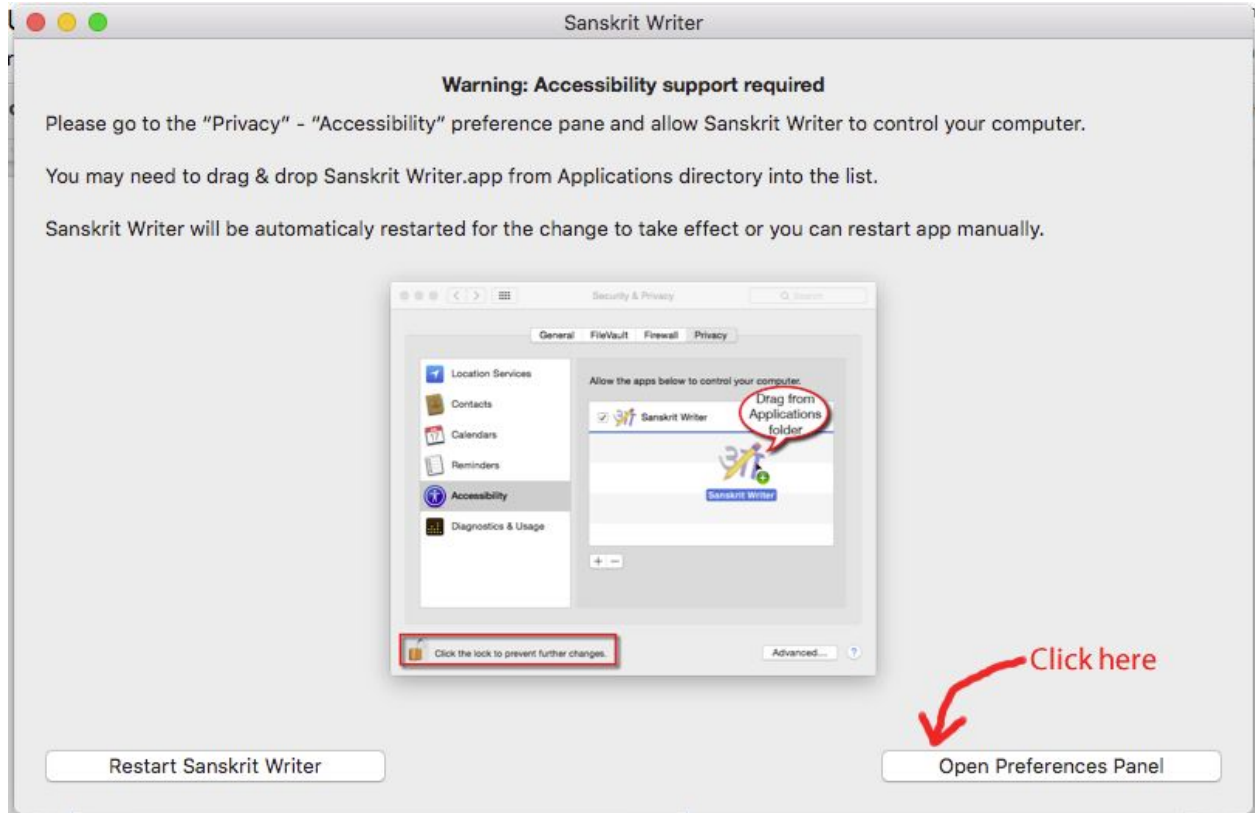 Sanskrit Writer
Warning: Accessibility support required
Please go to the “Privacy” - “Accessibility” preference pane and allow Sanskrit Writer to control your computer.
You may need to drag & drop Sanskrit Writer.app from Applications directory into the list.
Sanskrit Writer will be automaticaly restarted for the change to take effect or you can restart app manually.
Security & Privacy
Search
General FileVault Firewall Privacy
Location Services
Contacts
17 Calendars
Reminders
Accessibility
Diagnostics & Usage
Allow the apps below to control your computer.
Sanskrit Writer
Drag from
Applications
folder
Sanskrit Writer
+ −
Click the lock to prevent further changes.
Advanced... ?
Click here
Restart Sanskrit Writer
Open Preferences Panel